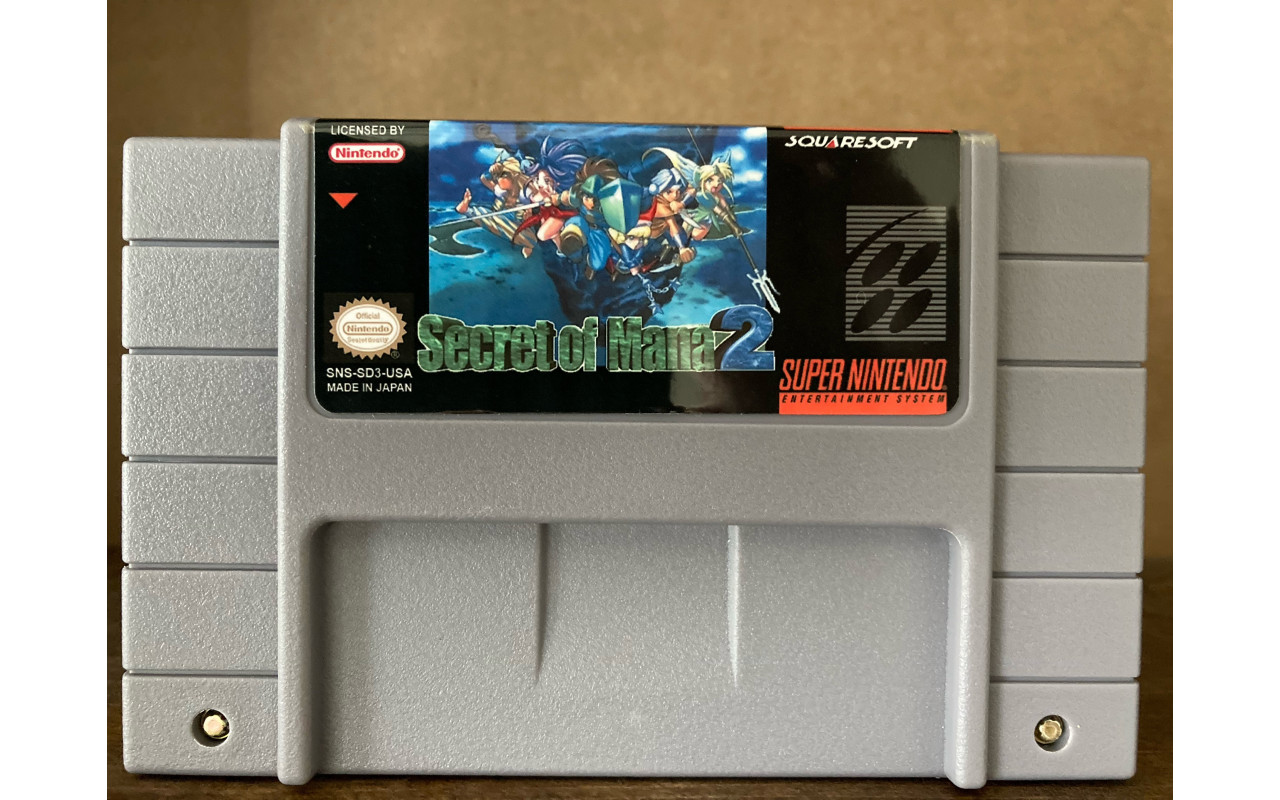 LICENSED BY
Nintendo
SQUARESOFT
Official
Nintendo
Seal of Quality
®
SNS-SD3-USA
MADE IN JAPAN
Secret of Mana 2
SUPER NINTENDO
ENTERTAINMENT SYSTEM